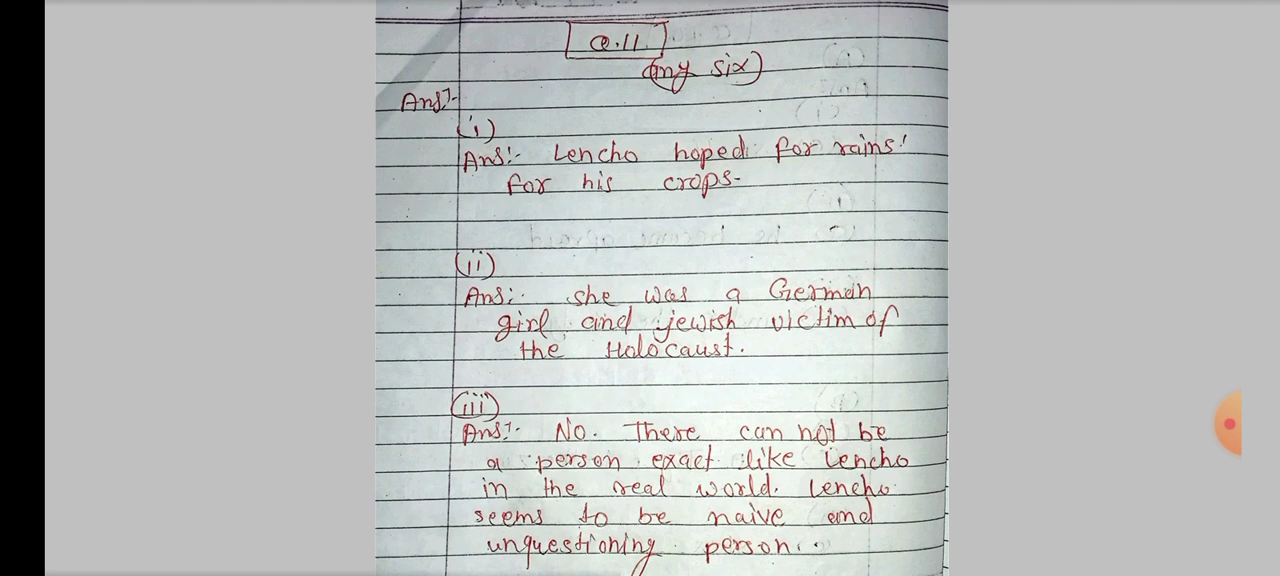 Q.11.
(Any six)
Ans:-
(i)
Ans:- Lencho hoped for rains
for his crops-
(ii)
Ans:- she was a German
girl and jewish victim of
the Holocaust.
(iii)
Ans:- No. There can not be
a person exact like Lencho
in the real world. Lencho
seems to be naive and
unquestioning person.